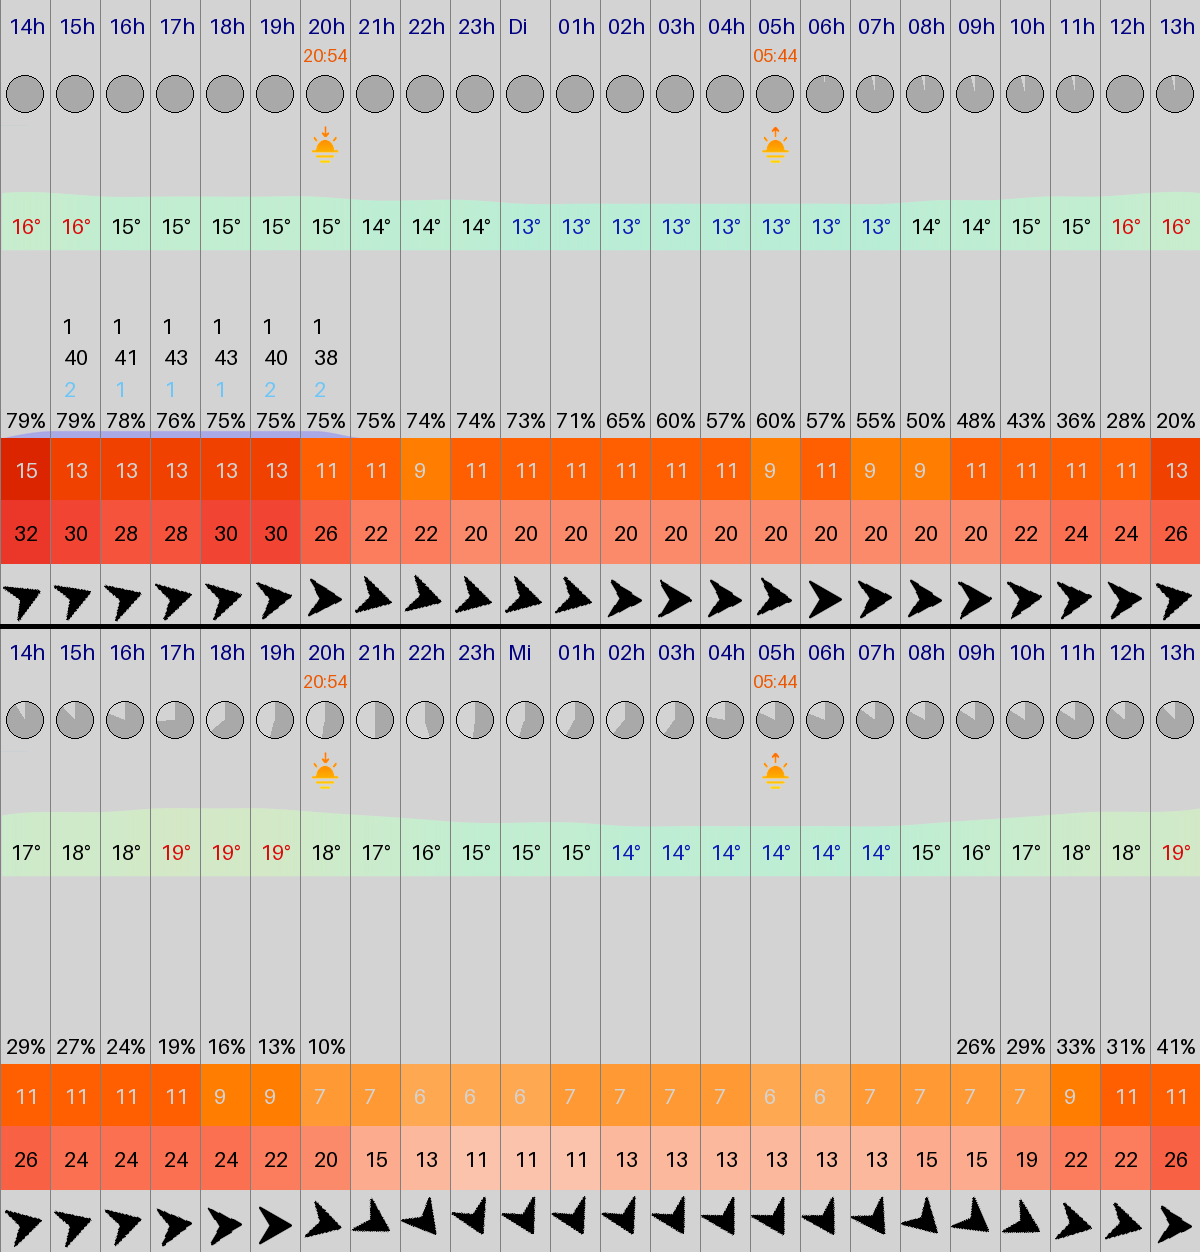 14h 15h 16h 17h 18h 19h 20h 21h 22h 23h Di 01h 02h 03h 04h 05h 06h 07h 08h 09h 10h 11h 12h 13h
20:54 05:44
16° 16° 15° 15° 15° 15° 15° 14° 14° 14° 13° 13° 13° 13° 13° 13° 13° 13° 14° 14° 15° 15° 16° 16°
1 1 1 1 1 1
40 41 43 43 40 38
2 1 1 1 2 2
79% 79% 78% 76% 75% 75% 75% 75% 74% 74% 73% 71% 65% 60% 57% 60% 57% 55% 50% 48% 43% 36% 28% 20%
15 13 13 13 13 13 11 11 9 11 11 11 11 11 11 9 11 9 9 11 11 11 11 13
32 30 28 28 30 30 26 22 22 20 20 20 20 20 20 20 20 20 20 20 22 24 24 26
14h 15h 16h 17h 18h 19h 20h 21h 22h 23h Mi 01h 02h 03h 04h 05h 06h 07h 08h 09h 10h 11h 12h 13h
20:54 05:44
17° 18° 18° 19° 19° 19° 18° 17° 16° 15° 15° 15° 14° 14° 14° 14° 14° 14° 15° 16° 17° 18° 18° 19°
29% 27% 24% 19% 16% 13% 10% 26% 29% 33% 31% 41%
11 11 11 11 9 9 7 7 6 6 6 7 7 7 7 6 6 7 7 7 7 9 11 11
26 24 24 24 24 22 20 15 13 11 11 11 13 13 13 13 13 13 15 15 19 22 22 26